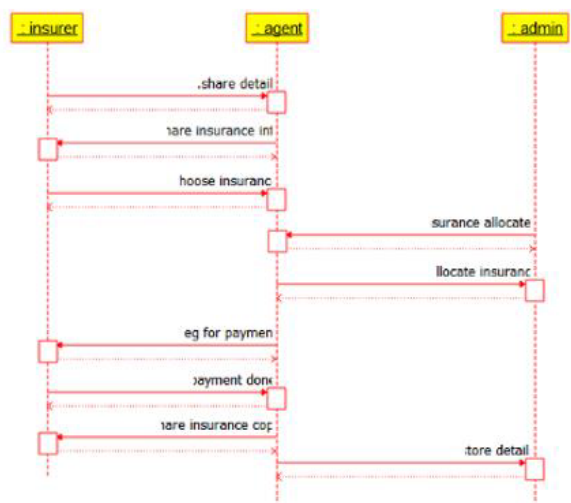 : insurer
: agent
: admin
.share detail
hare insurance inf
hoose insuranc
surance allocate
llocate insuranc
eg for paymen
payment done
hare insurance cop
tore detail